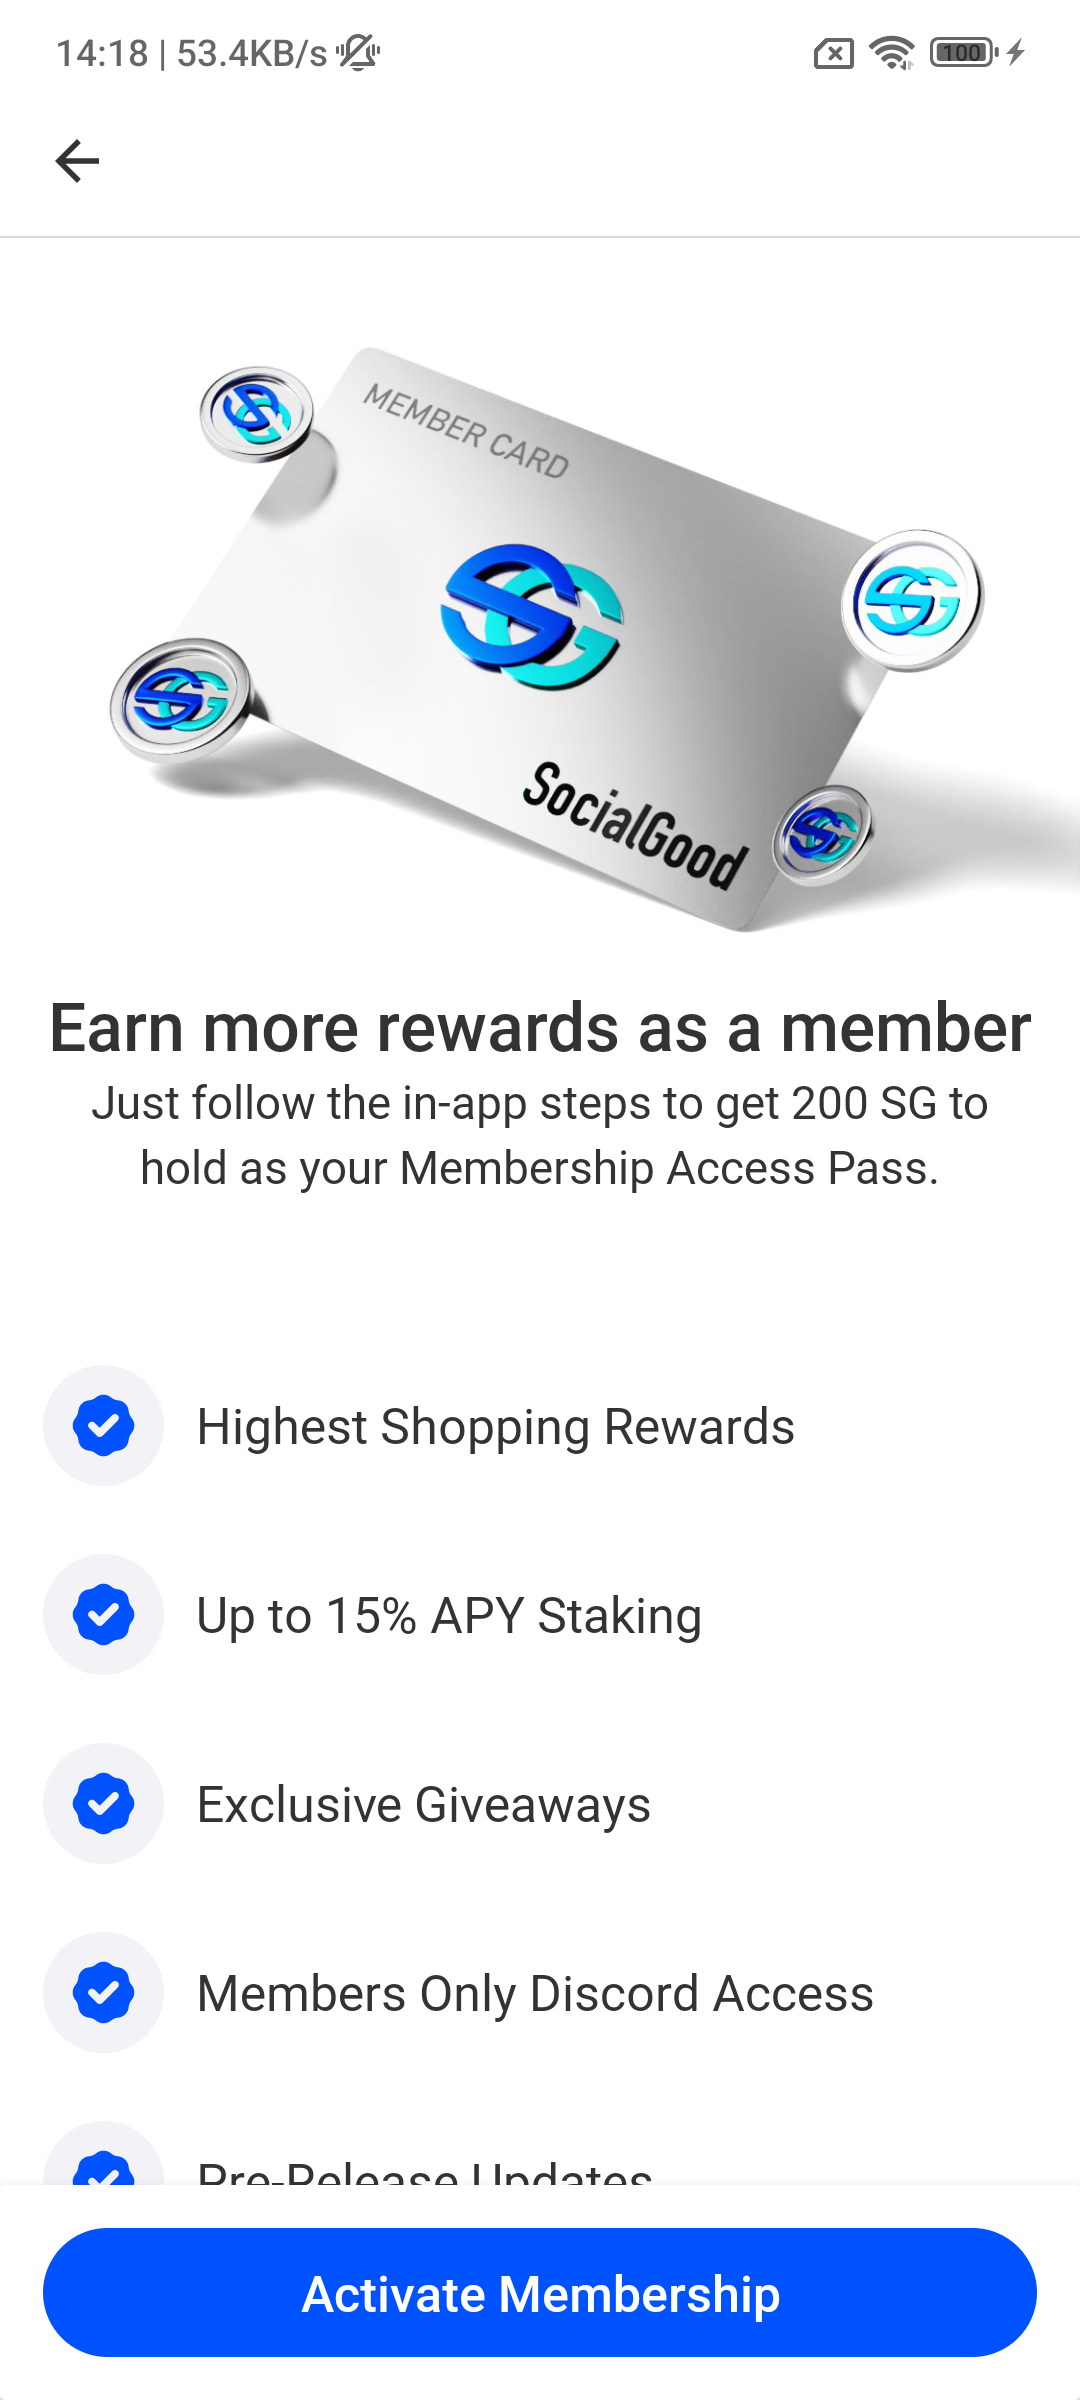 14:18 | 53.4KB/s
100
MEMBER CARD
SG
SocialGood
Earn more rewards as a member
Just follow the in-app steps to get 200 SG to
hold as your Membership Access Pass.
Highest Shopping Rewards
Up to 15% APY Staking
Exclusive Giveaways
Members Only Discord Access
Pre-Release Updates
Activate Membership